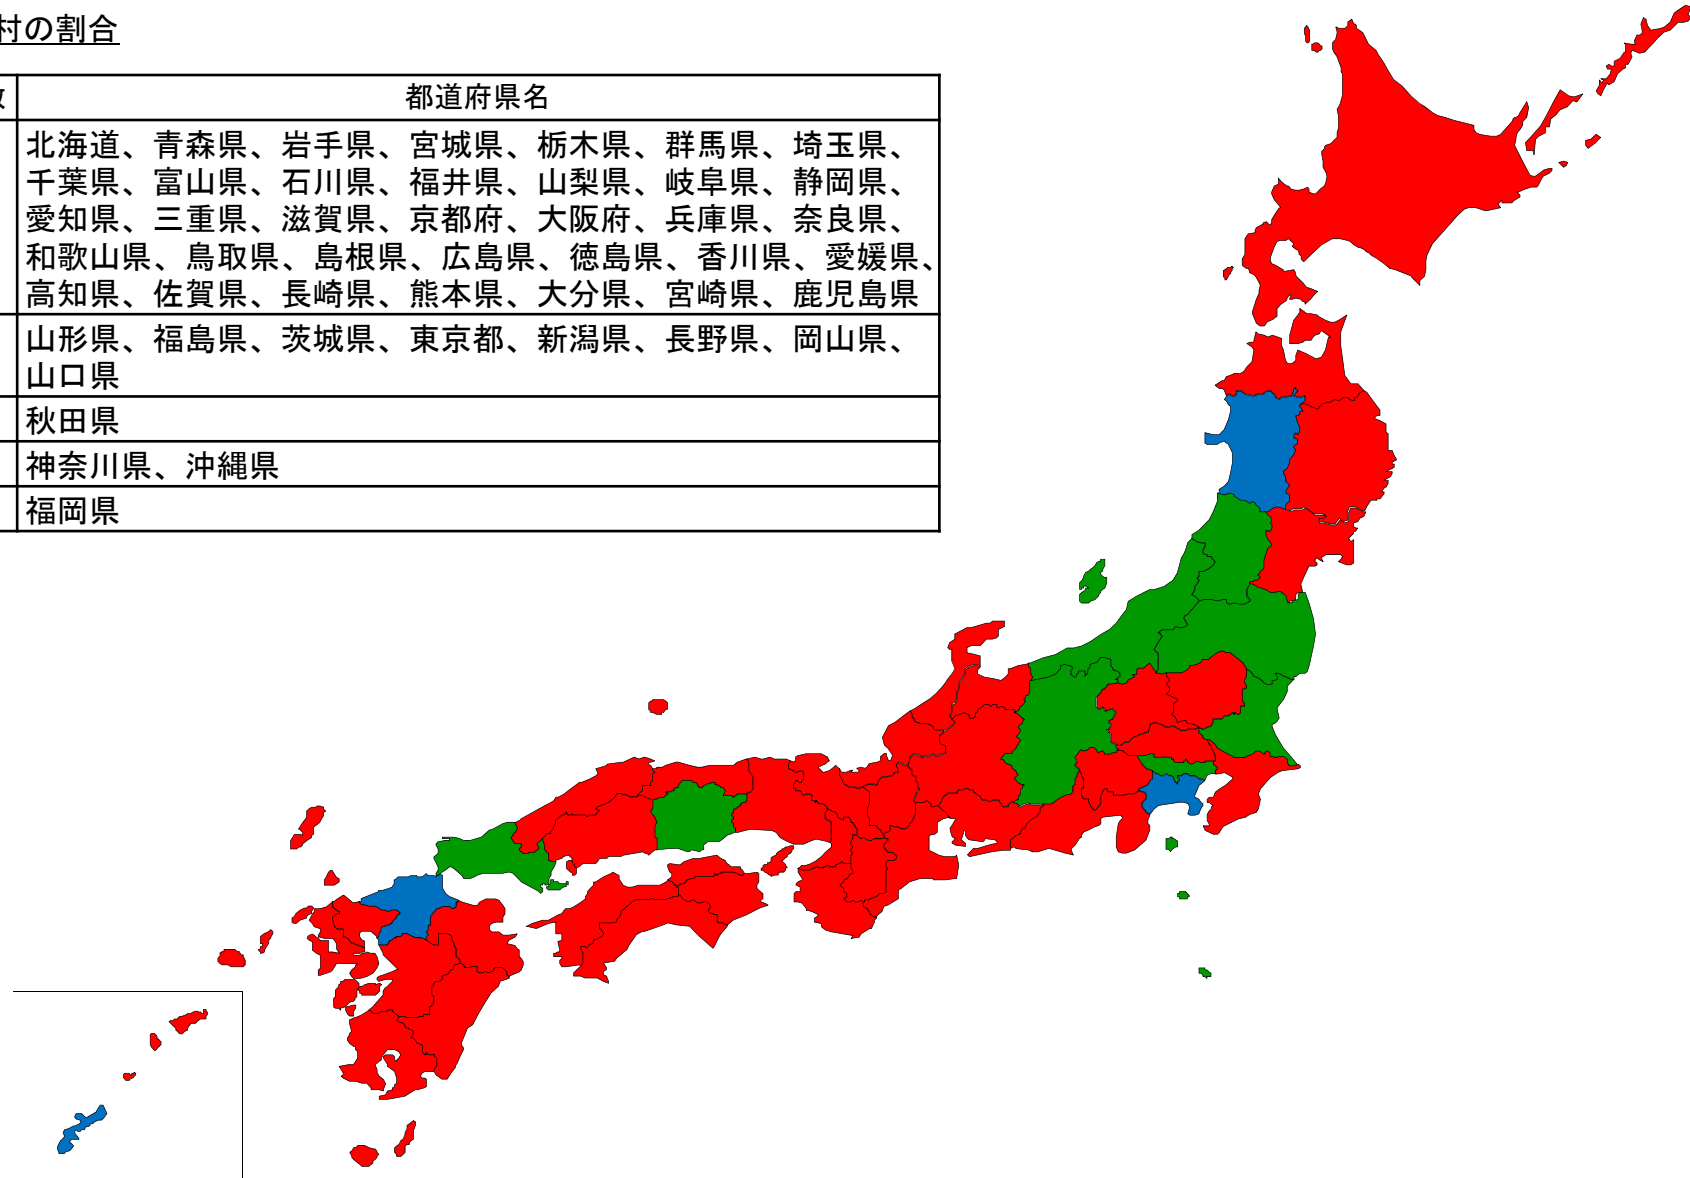 村の割合
数 都道府県名
北海道、青森県、岩手県、宮城県、栃木県、群馬県、埼玉県、
千葉県、富山県、石川県、福井県、山梨県、岐阜県、静岡県、
愛知県、三重県、滋賀県、京都府、大阪府、兵庫県、奈良県、
和歌山県、鳥取県、島根県、広島県、徳島県、香川県、愛媛県、
高知県、佐賀県、長崎県、熊本県、大分県、宮崎県、鹿児島県
山形県、福島県、茨城県、東京都、新潟県、長野県、岡山県、
山口県
秋田県
神奈川県、沖縄県
福岡県